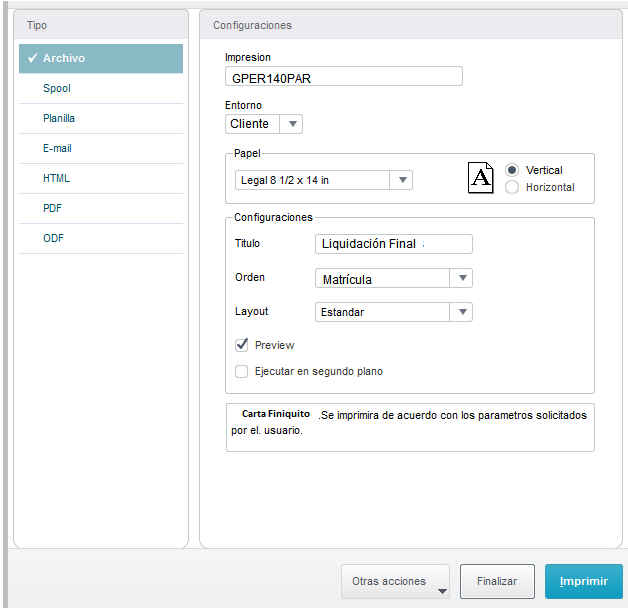 Tipo
Archivo
Spool
Planilla
E-mail
HTML
PDF
ODF
Configuraciones
Impresion
GPER140PAR
Entorno
Cliente
Papel
Legal 8 1/2 x 14 in
A
Vertical
Horizontal
Configuraciones
Titulo
Liquidación Final
Orden
Matrícula
Layout
Estandar
Preview
Ejecutar en segundo plano
Carta Finiquito .Se imprimira de acuerdo con los parametros solicitados
por el. usuario.
Otras acciones
Finalizar
Imprimir